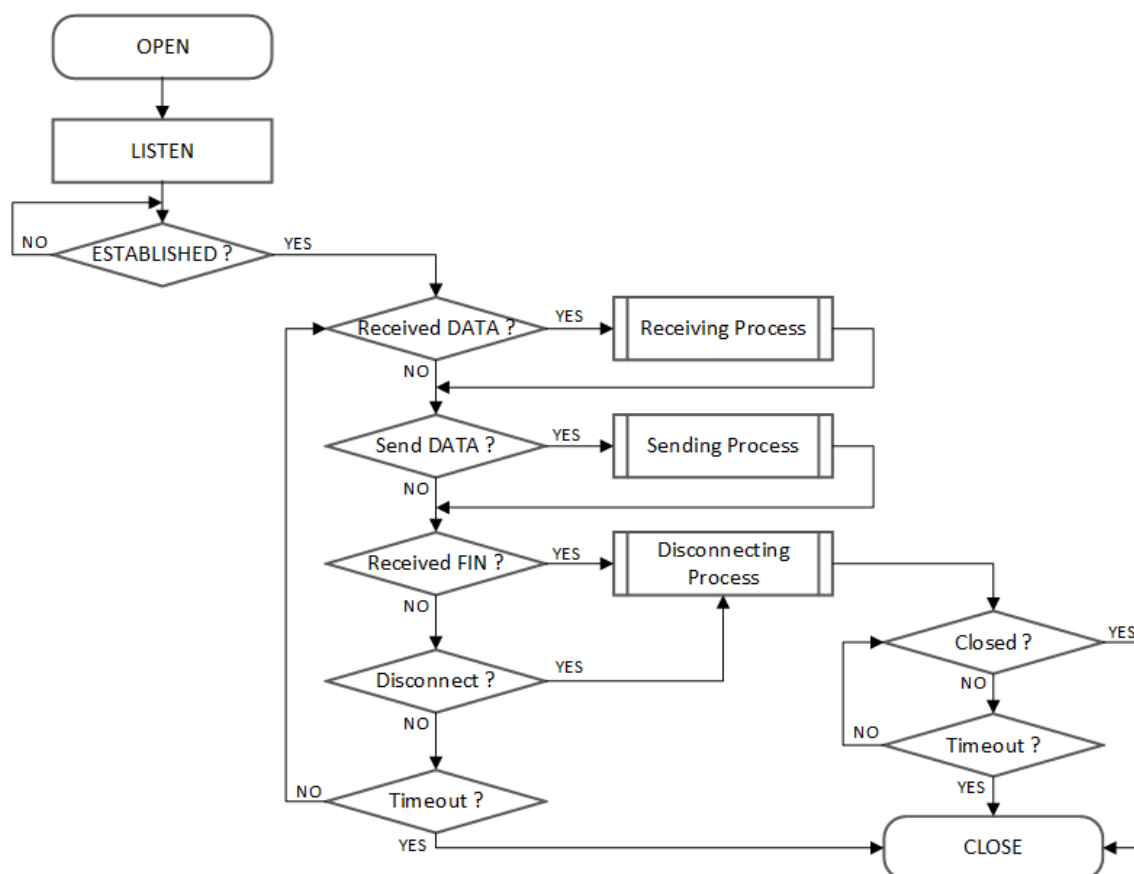 OPEN
LISTEN
NO
ESTABLISHED ?
YES
Received DATA ?
YES
Receiving Process
NO
Send DATA ?
YES
Sending Process
NO
Received FIN ?
YES
Disconnecting
Process
NO
Closed ?
YES
Disconnect ?
YES
NO
NO
Timeout ?
NO
YES
NO
Timeout ?
YES
CLOSE